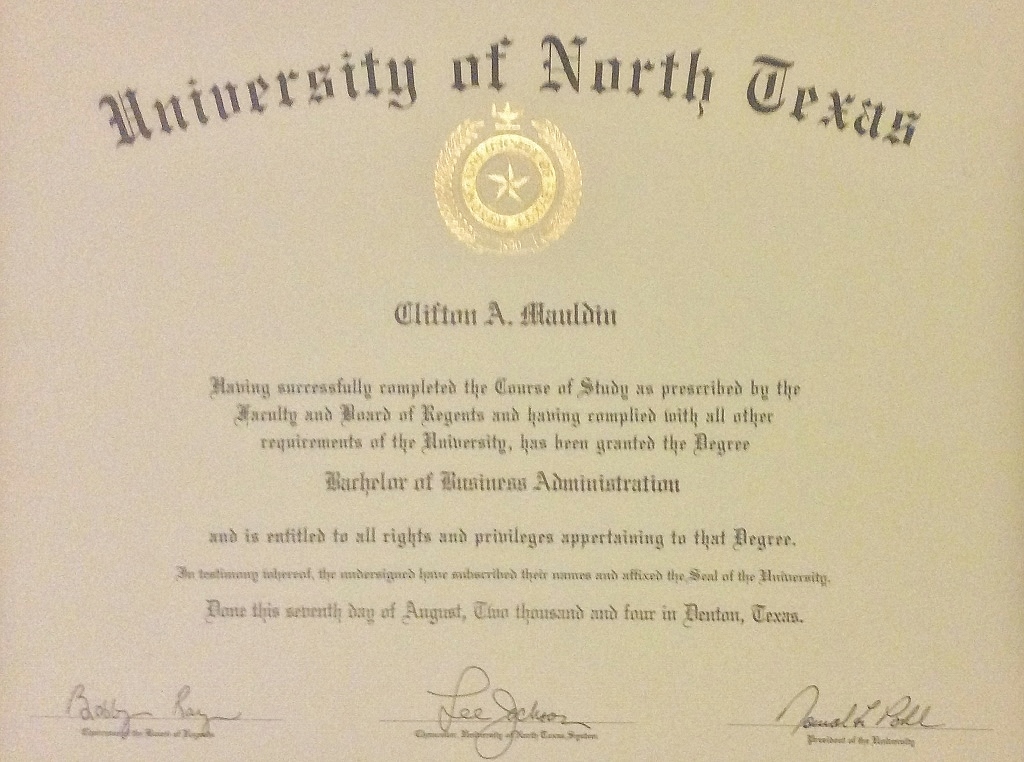 University of North Texas
UNIVERSITY OF NORTH TEXAS
1890
Clifton A. Mauldin
Having successfully completed the Course of Study as prescribed by the
Faculty and Board of Regents and having complied with all other
requirements of the University, has been granted the Degree
Bachelor of Business Administration
and is entitled to all rights and privileges appertaining to that Degree.
In testimony whereof, the undersigned have subscribed their names and affixed the Seal of the University.
Done this seventh day of August, Two thousand and four in Denton, Texas.
Bobby Ray
Lee Jackson
Norval F. Pohl
Chairman of the Board of Regents
Chancellor, University of North Texas System
President of the University